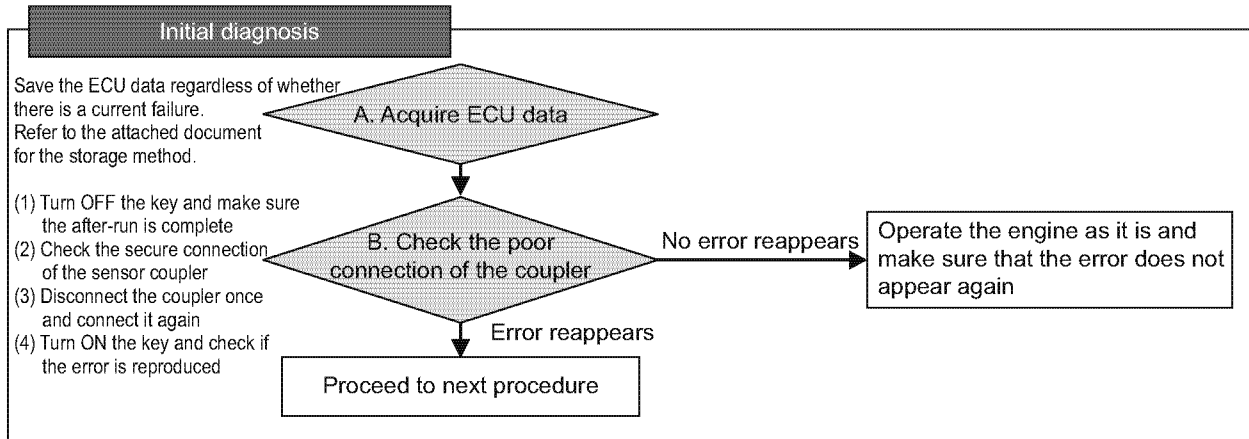 Initial diagnosis
Save the ECU data regardless of whether
there is a current failure.
Refer to the attached document
for the storage method.
A. Acquire ECU data
(1) Turn OFF the key and make sure
the after-run is complete
(2) Check the secure connection
of the sensor coupler
(3) Disconnect the coupler once
and connect it again
(4) Turn ON the key and check if
the error is reproduced
B. Check the poor
connection of the coupler
No error reappears
Operate the engine as it is and
make sure that the error does not
appear again
Error reappears
Proceed to next procedure